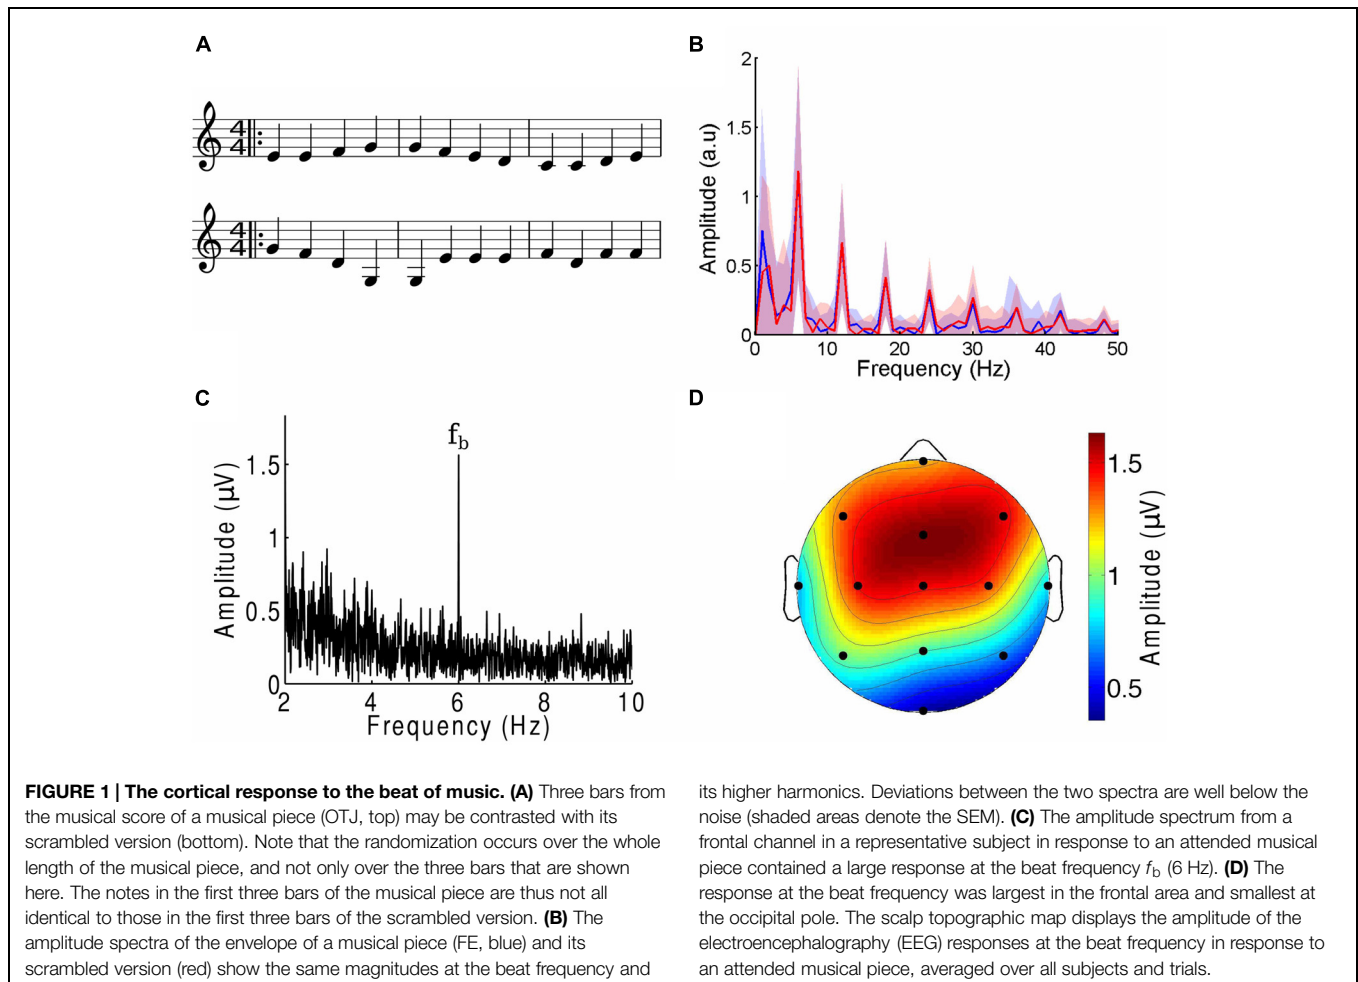 A
4
4
4
4
B
2
1.5
1
0.5
0
0 10 20 30 40 50
Amplitude (a.u)
Frequency (Hz)
C
f_b
1.5
1
0.5
0
2 4 6 8 10
Amplitude (μV)
Frequency (Hz)
D
1.5
1
0.5
Amplitude (μV)
FIGURE 1 | The cortical response to the beat of music. (A) Three bars from
the musical score of a musical piece (OTJ, top) may be contrasted with its
scrambled version (bottom). Note that the randomization occurs over the whole
length of the musical piece, and not only over the three bars that are shown
here. The notes in the first three bars of the musical piece are thus not all
identical to those in the first three bars of the scrambled version. (B) The
amplitude spectra of the envelope of a musical piece (FE, blue) and its
scrambled version (red) show the same magnitudes at the beat frequency and
its higher harmonics. Deviations between the two spectra are well below the
noise (shaded areas denote the SEM). (C) The amplitude spectrum from a
frontal channel in a representative subject in response to an attended musical
piece contained a large response at the beat frequency f_b (6 Hz). (D) The
response at the beat frequency was largest in the frontal area and smallest at
the occipital pole. The scalp topographic map displays the amplitude of the
electroencephalography (EEG) responses at the beat frequency in response to
an attended musical piece, averaged over all subjects and trials.